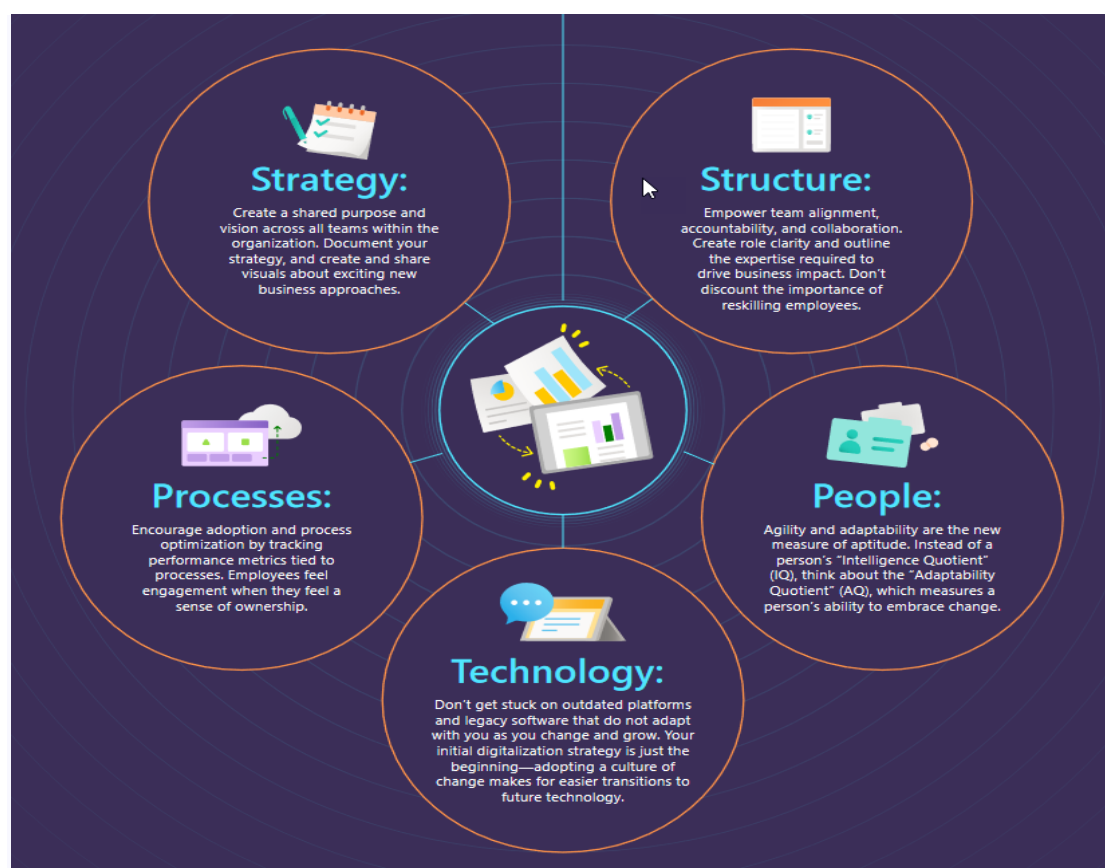 Strategy:
Create a shared purpose and
vision across all teams within the
organization. Document your
strategy, and create and share
visuals about exciting new
business approaches.
Structure:
Empower team alignment,
accountability, and collaboration.
Create role clarity and outline
the expertise required to
drive business impact. Don't
discount the importance of
reskilling employees.
Processes:
Encourage adoption and process
optimization by tracking
performance metrics tied to
processes. Employees feel
engagement when they feel a
sense of ownership.
People:
Agility and adaptability are the new
measure of aptitude. Instead of a
person's "Intelligence Quotient"
(IQ), think about the "Adaptability
Quotient" (AQ), which measures a
person's ability to embrace change.
Technology:
Don't get stuck on outdated platforms
and legacy software that do not adapt
with you as you change and grow. Your
initial digitalization strategy is just the
beginning—adopting a culture of
change makes for easier transitions to
future technology.